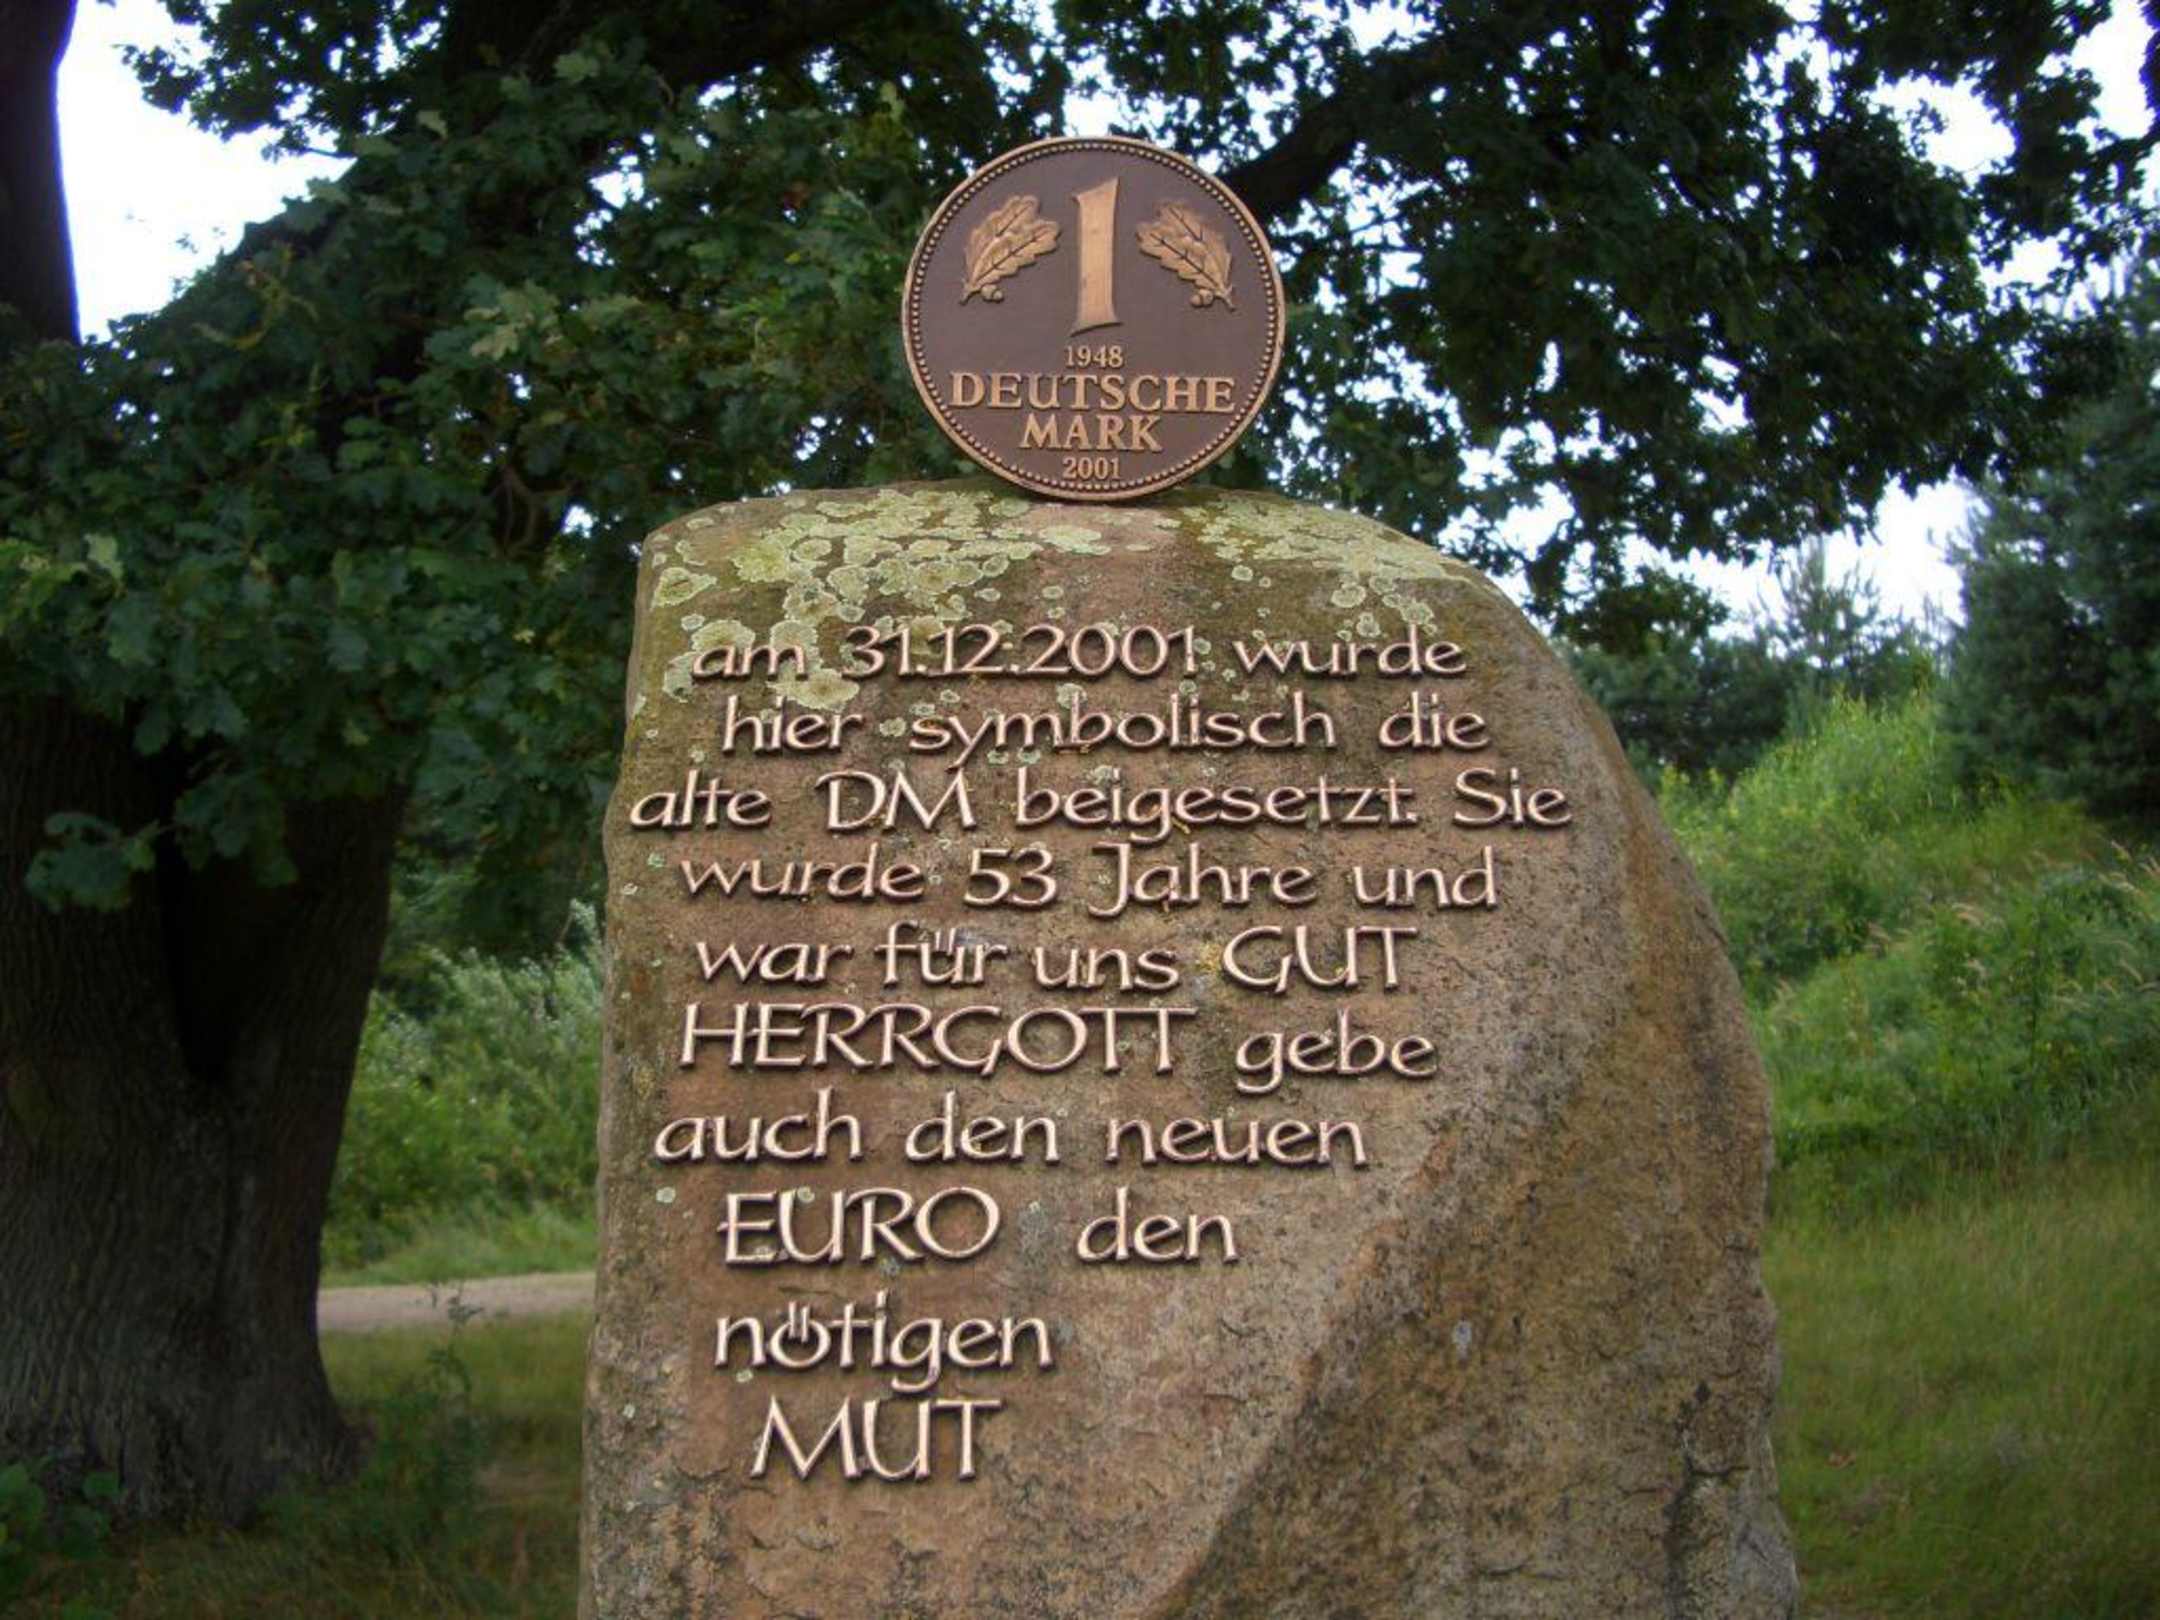 1
1948
DEUTSCHE
MARK
2001
am 31.12.2001 wurde
hier symbolisch die
alte DM beigesetzt. Sie
wurde 53 Jahre und
war für uns GUT
HERRGOTT gebe
auch den neuen
EURO den
nötigen
MUT